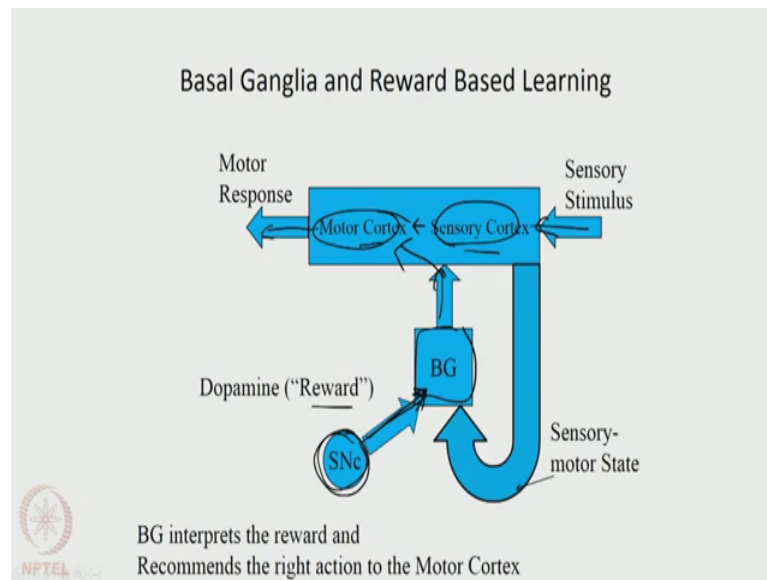 Basal Ganglia and Reward Based Learning
Motor
Response
Sensory
Stimulus
Motor Cortex ← Sensory Cortex
BG
Dopamine ("Reward")
SNc
Sensory-
motor State
BG interprets the reward and
Recommends the right action to the Motor Cortex
NPTEL